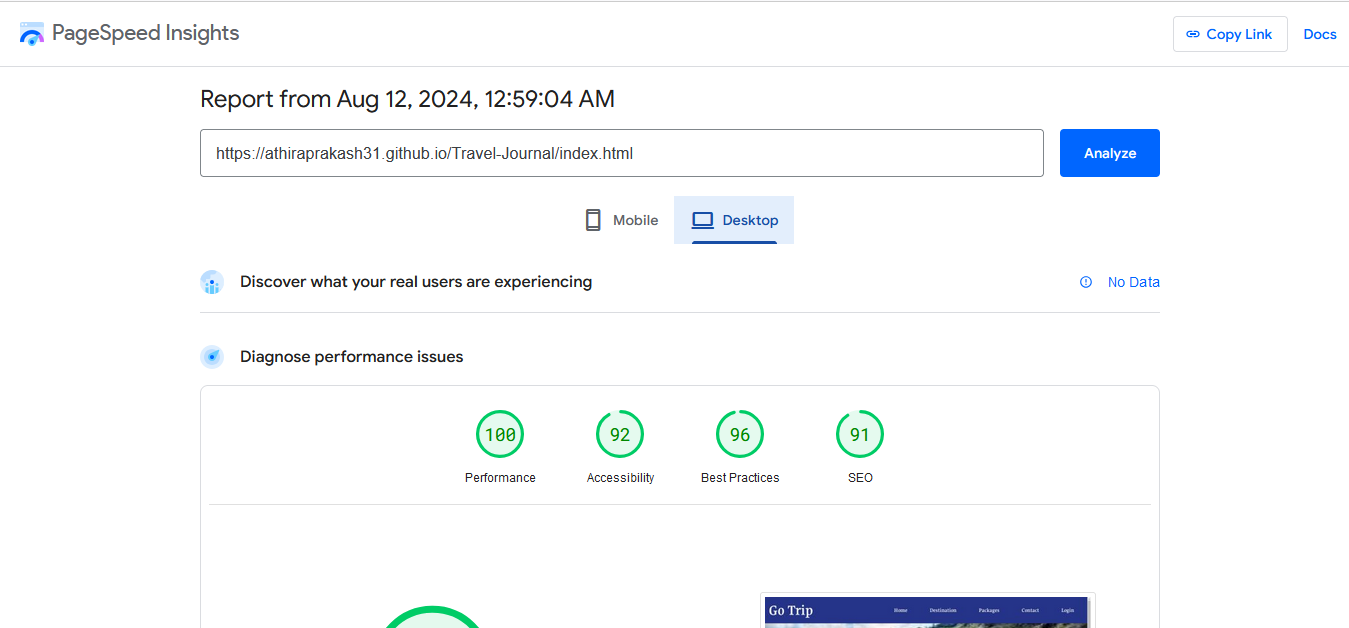 PageSpeed Insights
Copy Link
Docs
Report from Aug 12, 2024, 12:59:04 AM
https://athiraprakash31.github.io/Travel-Journal/index.html
Analyze
Mobile
Desktop
Discover what your real users are experiencing
No Data
Diagnose performance issues
100
92
96
91
Performance
Accessibility
Best Practices
SEO
Go Trip
Home
Destination
Packages
Contact
Login